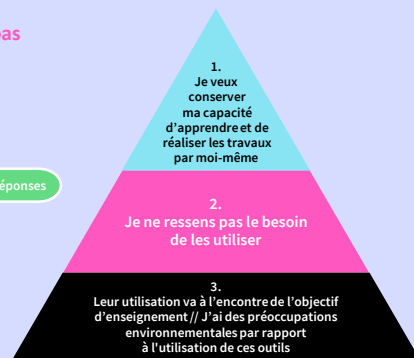 1.
Je veux
conserver
ma capacité
d'apprendre et de
réaliser les travaux
par moi-même
2.
Je ne ressens pas le besoin
de les utiliser
3.
Leur utilisation va à l'encontre de l'objectif
d'enseignement // J'ai des préoccupations
environnementales par rapport
à l'utilisation de ces outils